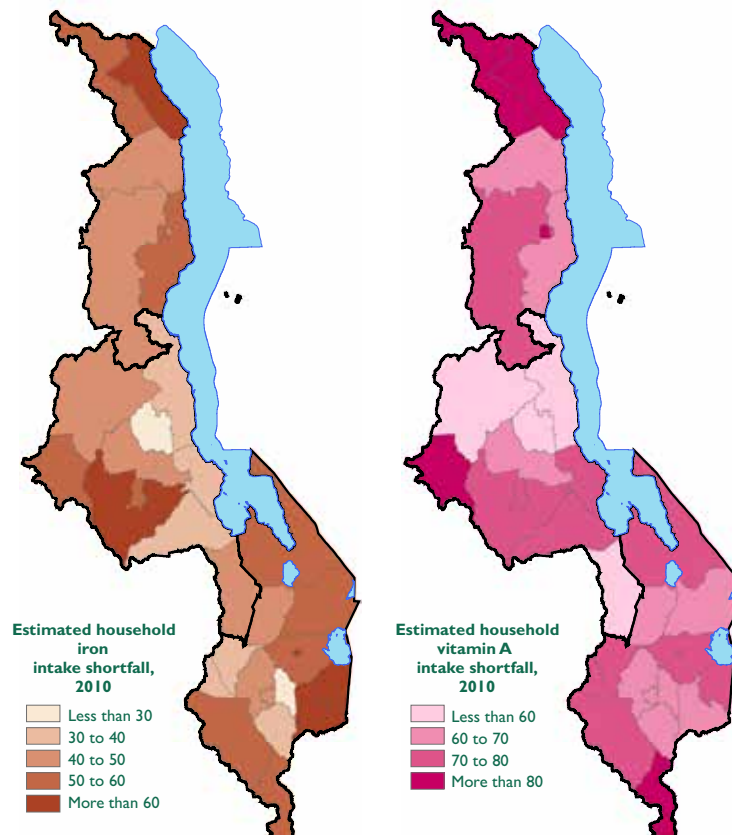 Estimated household
iron
intake shortfall,
2010
Less than 30
30 to 40
40 to 50
50 to 60
More than 60
Estimated household
vitamin A
intake shortfall,
2010
Less than 60
60 to 70
70 to 80
More than 80